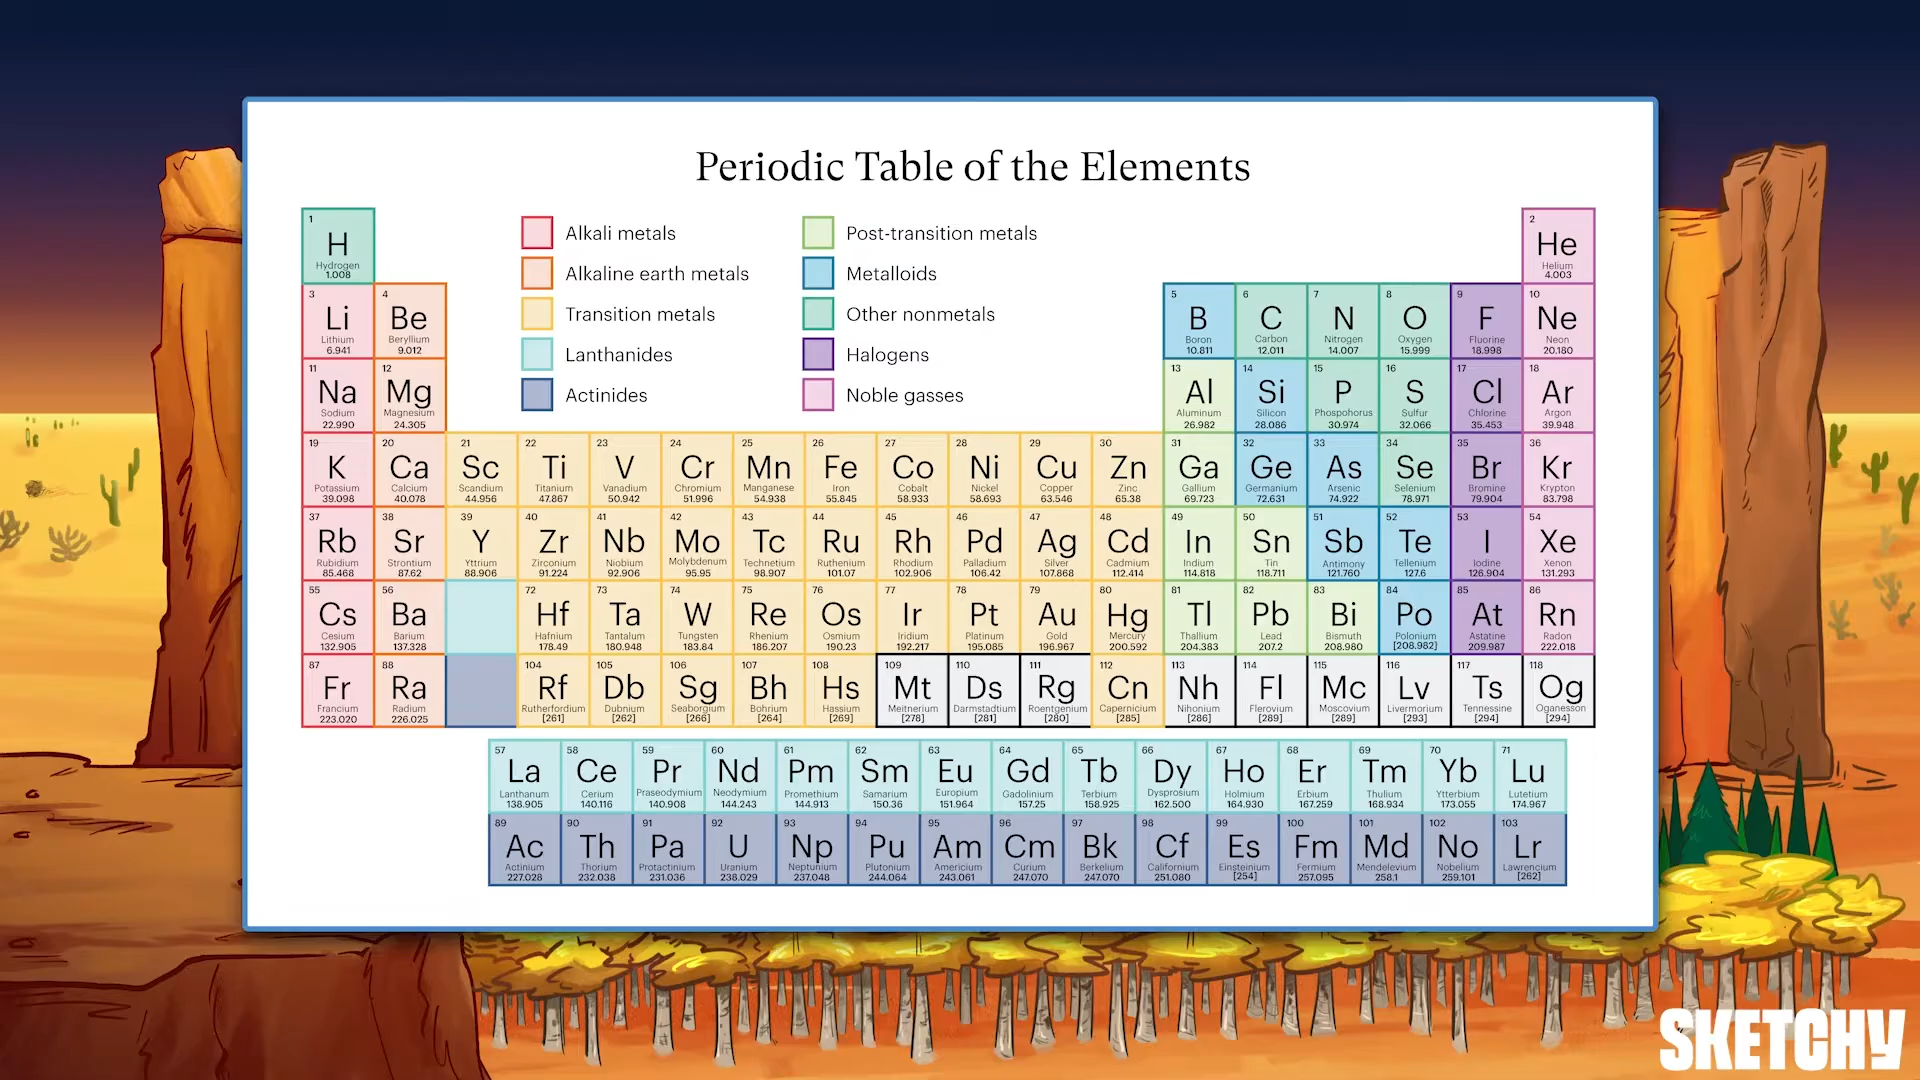 Periodic Table of the Elements
Alkali metals
Alkaline earth metals
Transition metals
Lanthanides
Actinides
Post-transition metals
Metalloids
Other nonmetals
Halogens
Noble gasses
1 H Hydrogen 1.008
2 He Helium 4.003
3 Li Lithium 6.941
4 Be Beryllium 9.012
5 B Boron 10.811
6 C Carbon 12.011
7 N Nitrogen 14.007
8 O Oxygen 15.999
9 F Fluorine 18.998
10 Ne Neon 20.180
11 Na Sodium 22.990
12 Mg Magnesium 24.305
13 Al Aluminum 26.982
14 Si Silicon 28.086
15 P Phospohorus 30.974
16 S Sulfur 32.066
17 Cl Chlorine 35.453
18 Ar Argon 39.948
19 K Potassium 39.098
20 Ca Calcium 40.078
21 Sc Scandium 44.956
22 Ti Titanium 47.867
23 V Vanadium 50.942
24 Cr Chromium 51.996
25 Mn Manganese 54.938
26 Fe Iron 55.845
27 Co Cobalt 58.933
28 Ni Nickel 58.693
29 Cu Copper 63.546
30 Zn Zinc 65.38
31 Ga Gallium 69.723
32 Ge Germanium 72.631
33 As Arsenic 74.922
34 Se Selenium 78.971
35 Br Bromine 79.904
36 Kr Krypton 83.798
37 Rb Rubidium 85.468
38 Sr Strontium 87.62
39 Y Yttrium 88.906
40 Zr Zirconium 91.224
41 Nb Niobium 92.906
42 Mo Molybdenum 95.95
43 Tc Technetium 98.907
44 Ru Ruthenium 101.07
45 Rh Rhodium 102.906
46 Pd Palladium 106.42
47 Ag Silver 107.868
48 Cd Cadmium 112.414
49 In Indium 114.818
50 Sn Tin 118.711
51 Sb Antimony 121.760
52 Te Tellenium 127.6
53 I Iodine 126.904
54 Xe Xenon 131.293
55 Cs Cesium 132.905
56 Ba Barium 137.328
72 Hf Hafnium 178.49
73 Ta Tantalum 180.948
74 W Tungsten 183.84
75 Re Rhenium 186.207
76 Os Osmium 190.23
77 Ir Iridium 192.217
78 Pt Platinum 195.085
79 Au Gold 196.967
80 Hg Mercury 200.592
81 Tl Thallium 204.383
82 Pb Lead 207.2
83 Bi Bismuth 208.980
84 Po Polonium [208.982]
85 At Astatine 209.987
86 Rn Radon 222.018
87 Fr Francium 223.020
88 Ra Radium 226.025
104 Rf Rutherfordium [261]
105 Db Dubnium [262]
106 Sg Seaborgium [266]
107 Bh Bohrium [264]
108 Hs Hassium [269]
109 Mt Meitnerium [278]
110 Ds Darmstadtium [281]
111 Rg Roentgenium [280]
112 Cn Capernicium [285]
113 Nh Nihonium [286]
114 Fl Flerovium [289]
115 Mc Moscovium [289]
116 Lv Livermorium [293]
117 Ts Tennessine [294]
118 Og Oganesson [294]
57 La Lanthanum 138.905
58 Ce Cerium 140.116
59 Pr Praseodymium 140.908
60 Nd Neodymium 144.243
61 Pm Promethium 144.913
62 Sm Samarium 150.36
63 Eu Europium 151.964
64 Gd Gadolinium 157.25
65 Tb Terbium 158.925
66 Dy Dysprosium 162.500
67 Ho Holmium 164.930
68 Er Erbium 167.259
69 Tm Thulium 168.934
70 Yb Ytterbium 173.055
71 Lu Lutetium 174.967
89 Ac Actinium 227.028
90 Th Thorium 232.038
91 Pa Protactinium 231.036
92 U Uranium 238.029
93 Np Neptunium 237.048
94 Pu Plutonium 244.064
95 Am Americium 243.061
96 Cm Curium 247.070
97 Bk Berkelium 247.070
98 Cf Californium 251.080
99 Es Einstenium [254]
100 Fm Fermium 257.095
101 Md Mendelevium 258.1
102 No Nobelium 259.101
103 Lr Lawrencium [262]
SKETCHY